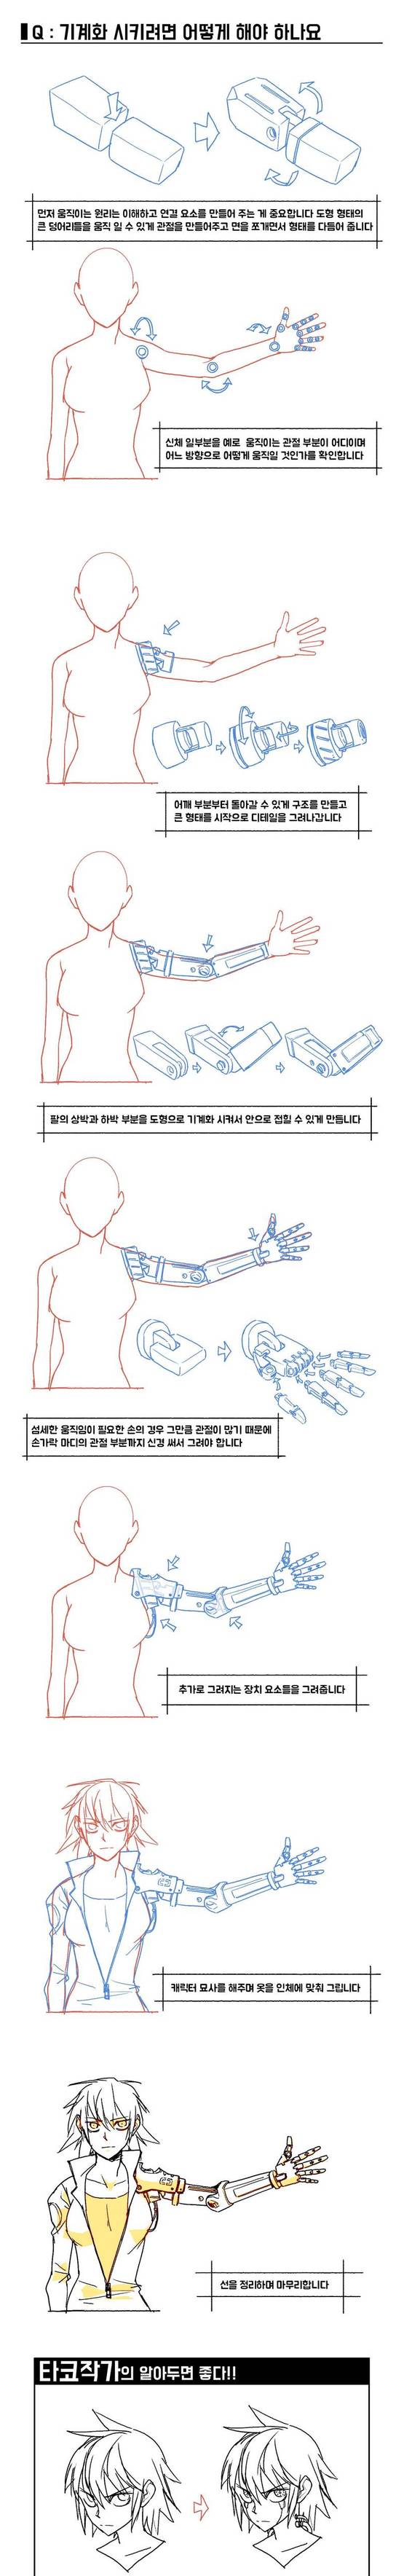 Q : 기계화 시키려면 어떻게 해야 하나요
먼저 움직이는 원리는 이해하고 연결 요소를 만들어 주는 게 중요합니다 도형 형태의
큰 덩어리들을 움직 일 수 있게 관절을 만들어주고 면을 쪼개면서 형태를 다듬어 줍니다
신체 일부분을 예로 움직이는 관절 부분이 어디이며
어느 방향으로 어떻게 움직일 것인가를 확인합니다
어깨 부분부터 돌아갈 수 있게 구조를 만들고
큰 형태를 시작으로 디테일을 그려나갑니다
팔의 상박과 하박 부분을 도형으로 기계화 시켜서 안으로 접힐 수 있게 만듭니다
섬세한 움직임이 필요한 손의 경우 그만큼 관절이 많기 때문에
손가락 마디의 관절 부분까지 신경 써서 그려야 합니다
추가로 그려지는 장치 요소들을 그려줍니다
캐릭터 묘사를 해주며 옷을 인체에 맞춰 그립니다
선을 정리하며 마무리합니다
타코작가의 알아두면 좋다!!